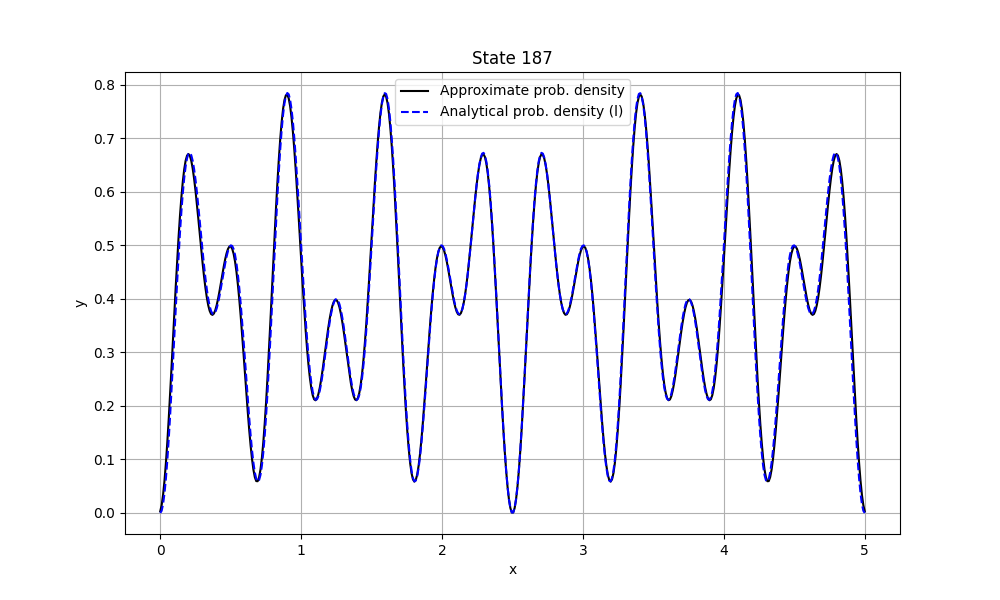 State 187
Approximate prob. density
Analytical prob. density (l)
y
0.8
0.7
0.6
0.5
0.4
0.3
0.2
0.1
0.0
0 1 2 3 4 5
x